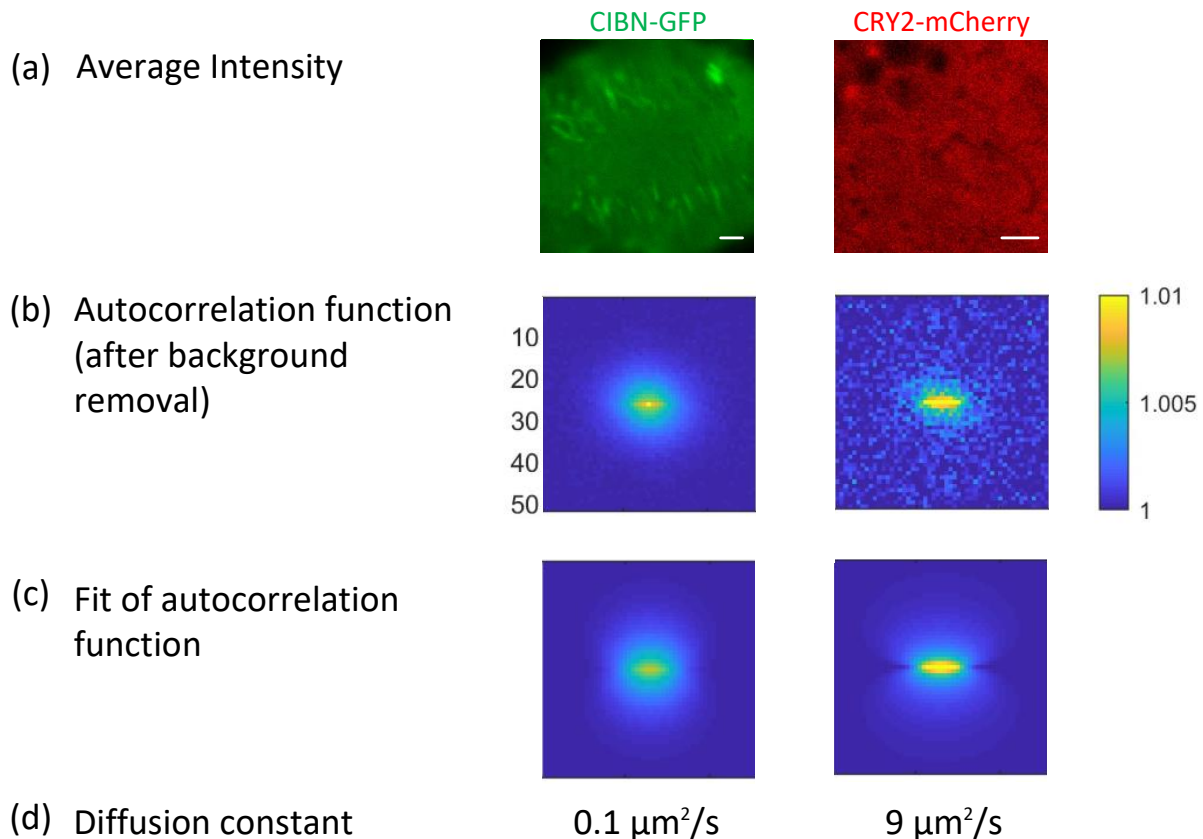 CIBN-GFP
CRY2-mCherry
(a) Average Intensity
(b) Autocorrelation function
(after background
removal)
10
20
30
40
50
1.01
1.005
1
(c) Fit of autocorrelation
function
(d) Diffusion constant
0.1 µm²/s
9 µm²/s